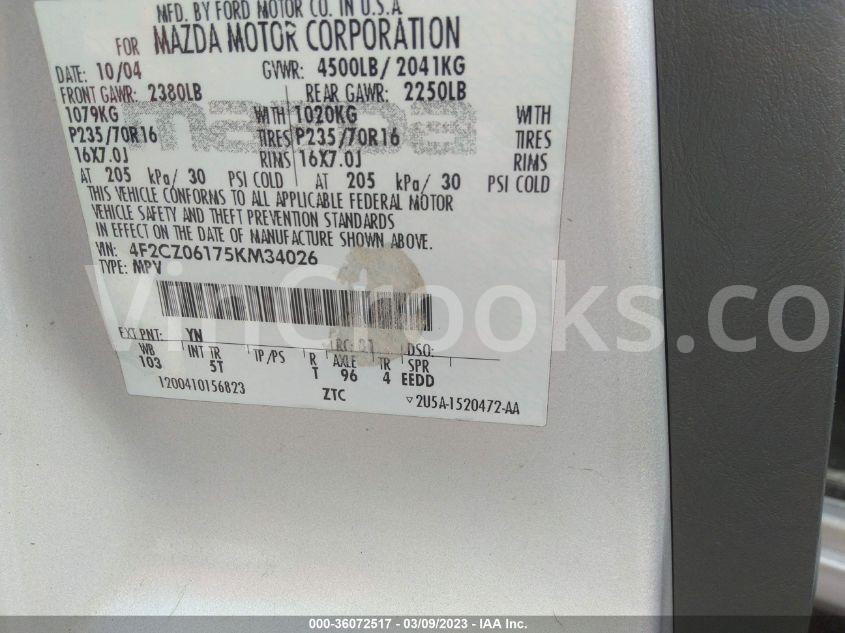 MFD. BY FORD MOTOR CO. IN U.S.A.
FOR MAZDA MOTOR CORPORATION
DATE: 10/04 GVWR: 4500LB/ 2041KG
FRONT GAWR: 2380LB REAR GAWR: 2250LB
1079KG WITH 1020KG WITH
P235/70R16 TIRES P235/70R16 TIRES
16X7.0J RIMS 16X7.0J RIMS
AT 205 kPa/ 30 PSI COLD AT 205 kPa/ 30 PSI COLD
mazda
THIS VEHICLE CONFORMS TO ALL APPLICABLE FEDERAL MOTOR
VEHICLE SAFETY AND THEFT PREVENTION STANDARDS
IN EFFECT ON THE DATE OF MANUFACTURE SHOWN ABOVE.
VIN: 4F2CZ06175KM34026
TYPE: MPV
VinCrooks.co
EXT PNT: YN RC: DSO:
WB INT TR TP/PS R AXLE TR SPR
103 5T T 96 4 EEDD
1200410156823 ZTC ▽2U5A-1520472-AA
000-36072517 - 03/09/2023 - IAA Inc.